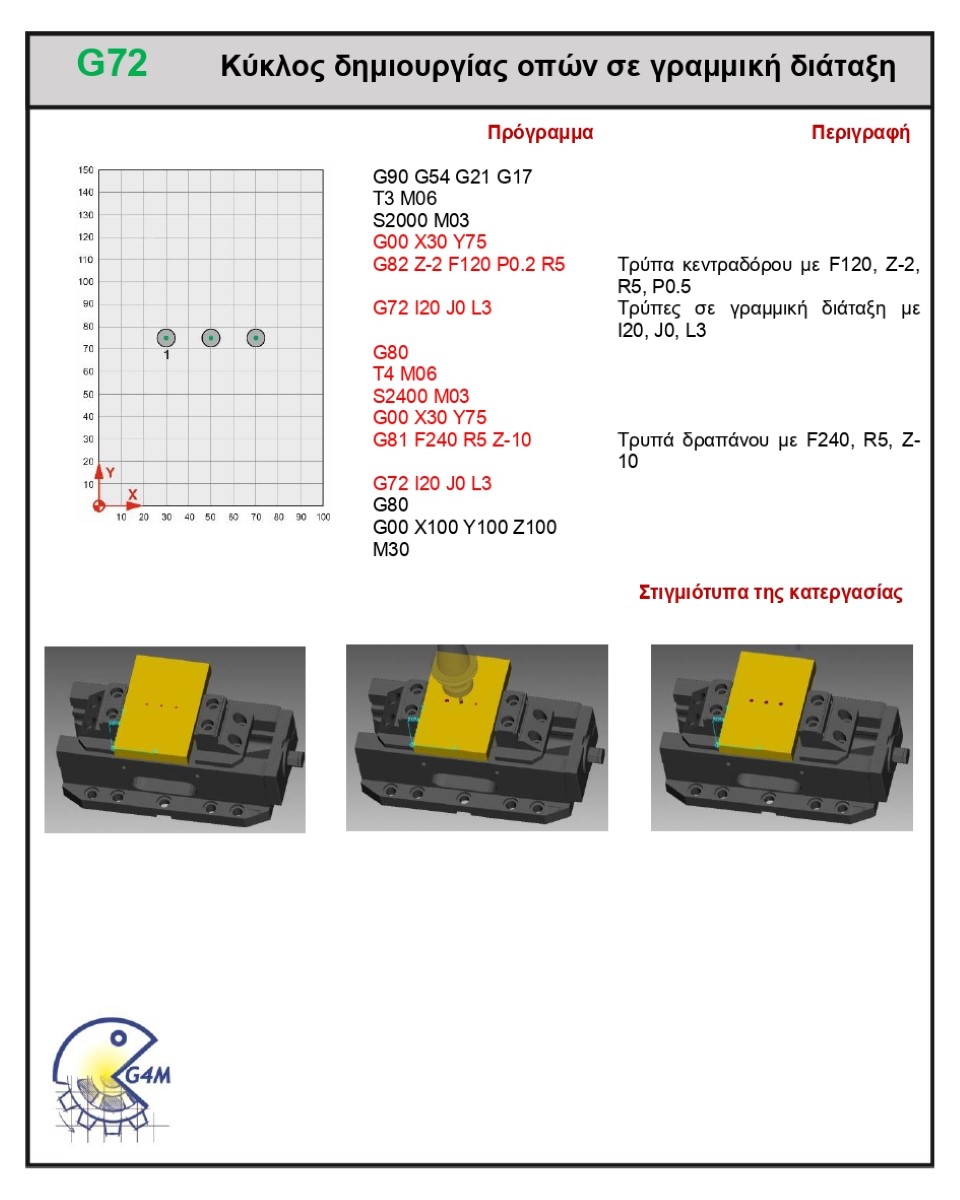 G72 Κύκλος δημιουργίας οπών σε γραμμική διάταξη
Πρόγραμμα Περιγραφή
150
140
130
120
110
100
90
80
70
60
50
40
30
20
10
1
Y
X
10 20 30 40 50 60 70 80 90 100
G90 G54 G21 G17
T3 M06
S2000 M03
G00 X30 Y75
G82 Z-2 F120 P0.2 R5 Τρύπα κεντραδόρου με F120, Z-2,
R5, P0.5
G72 I20 J0 L3 Τρύπες σε γραμμική διάταξη με
I20, J0, L3
G80
T4 M06
S2400 M03
G00 X30 Y75
G81 F240 R5 Z-10 Τρυπά δραπάνου με F240, R5, Z-
10
G72 I20 J0 L3
G80
G00 X100 Y100 Z100
M30
Στιγμιότυπα της κατεργασίας
G4M